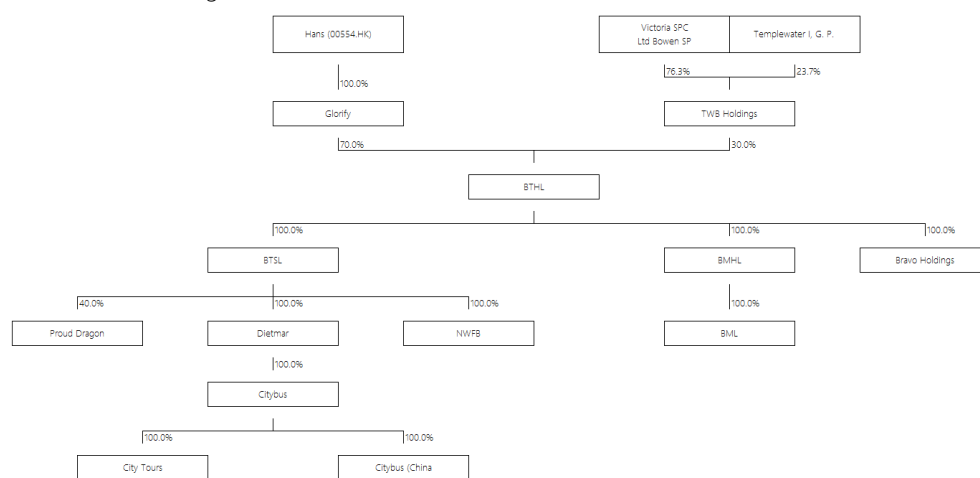 Hans (00554.HK)
Victoria SPC
Ltd Bowen SP
Templewater I, G. P.
100.0%
76.3%
23.7%
Glorify
TWB Holdings
70.0%
30.0%
BTHL
100.0%
100.0%
100.0%
BTSL
BMHL
Bravo Holdings
40.0%
100.0%
100.0%
100.0%
Proud Dragon
Dietmar
NWFB
BML
100.0%
Citybus
100.0%
100.0%
City Tours
Citybus (China